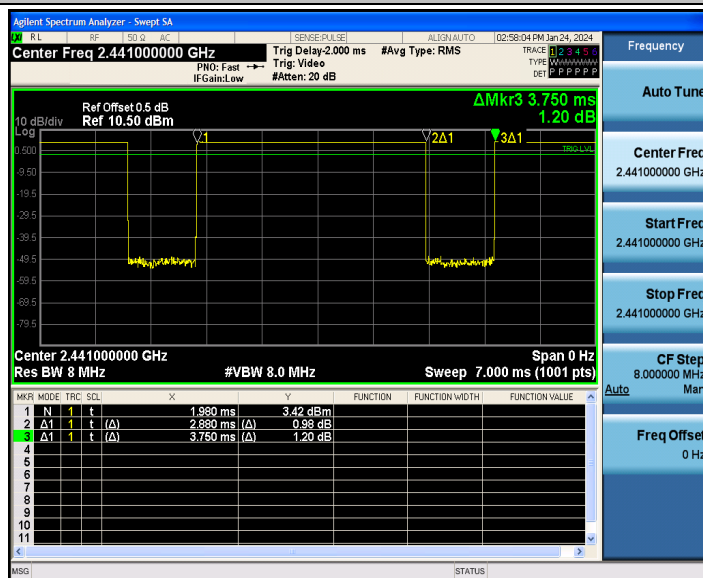 Agilent Spectrum Analyzer - Swept SA
LXI RL RF 50 Ω AC SENSE:PULSE ALIGN AUTO 02:58:04 PM Jan 24, 2024
Center Freq 2.441000000 GHz
PNO: Fast
IFGain:Low
Trig Delay-2.000 ms
Trig: Video
#Atten: 20 dB
#Avg Type: RMS
TRACE 1 2 3 4 5 6
TYPE WWWWWW
DET P P P P P P
Frequency
ΔMkr3 3.750 ms
1.20 dB
Ref Offset 0.5 dB
10 dB/div Ref 10.50 dBm
Log
1 2Δ1 3Δ1
TRIG LVL
0.500
-9.50
-19.5
-29.5
-39.5
-49.5
-59.5
-69.5
-79.5
Center 2.441000000 GHz Span 0 Hz
Res BW 8 MHz #VBW 8.0 MHz Sweep 7.000 ms (1001 pts)
MKR MODE TRC SCL X Y FUNCTION FUNCTION WIDTH FUNCTION VALUE
1 N 1 t 1.980 ms 3.42 dBm
2 Δ1 1 t (Δ) 2.880 ms (Δ) 0.98 dB
3 Δ1 1 t (Δ) 3.750 ms (Δ) 1.20 dB
4
5
6
7
8
9
10
11
MSG STATUS
Auto Tune
Center Freq
2.441000000 GHz
Start Freq
2.441000000 GHz
Stop Freq
2.441000000 GHz
CF Step
8.000000 MHz
Auto Man
Freq Offset
0 Hz